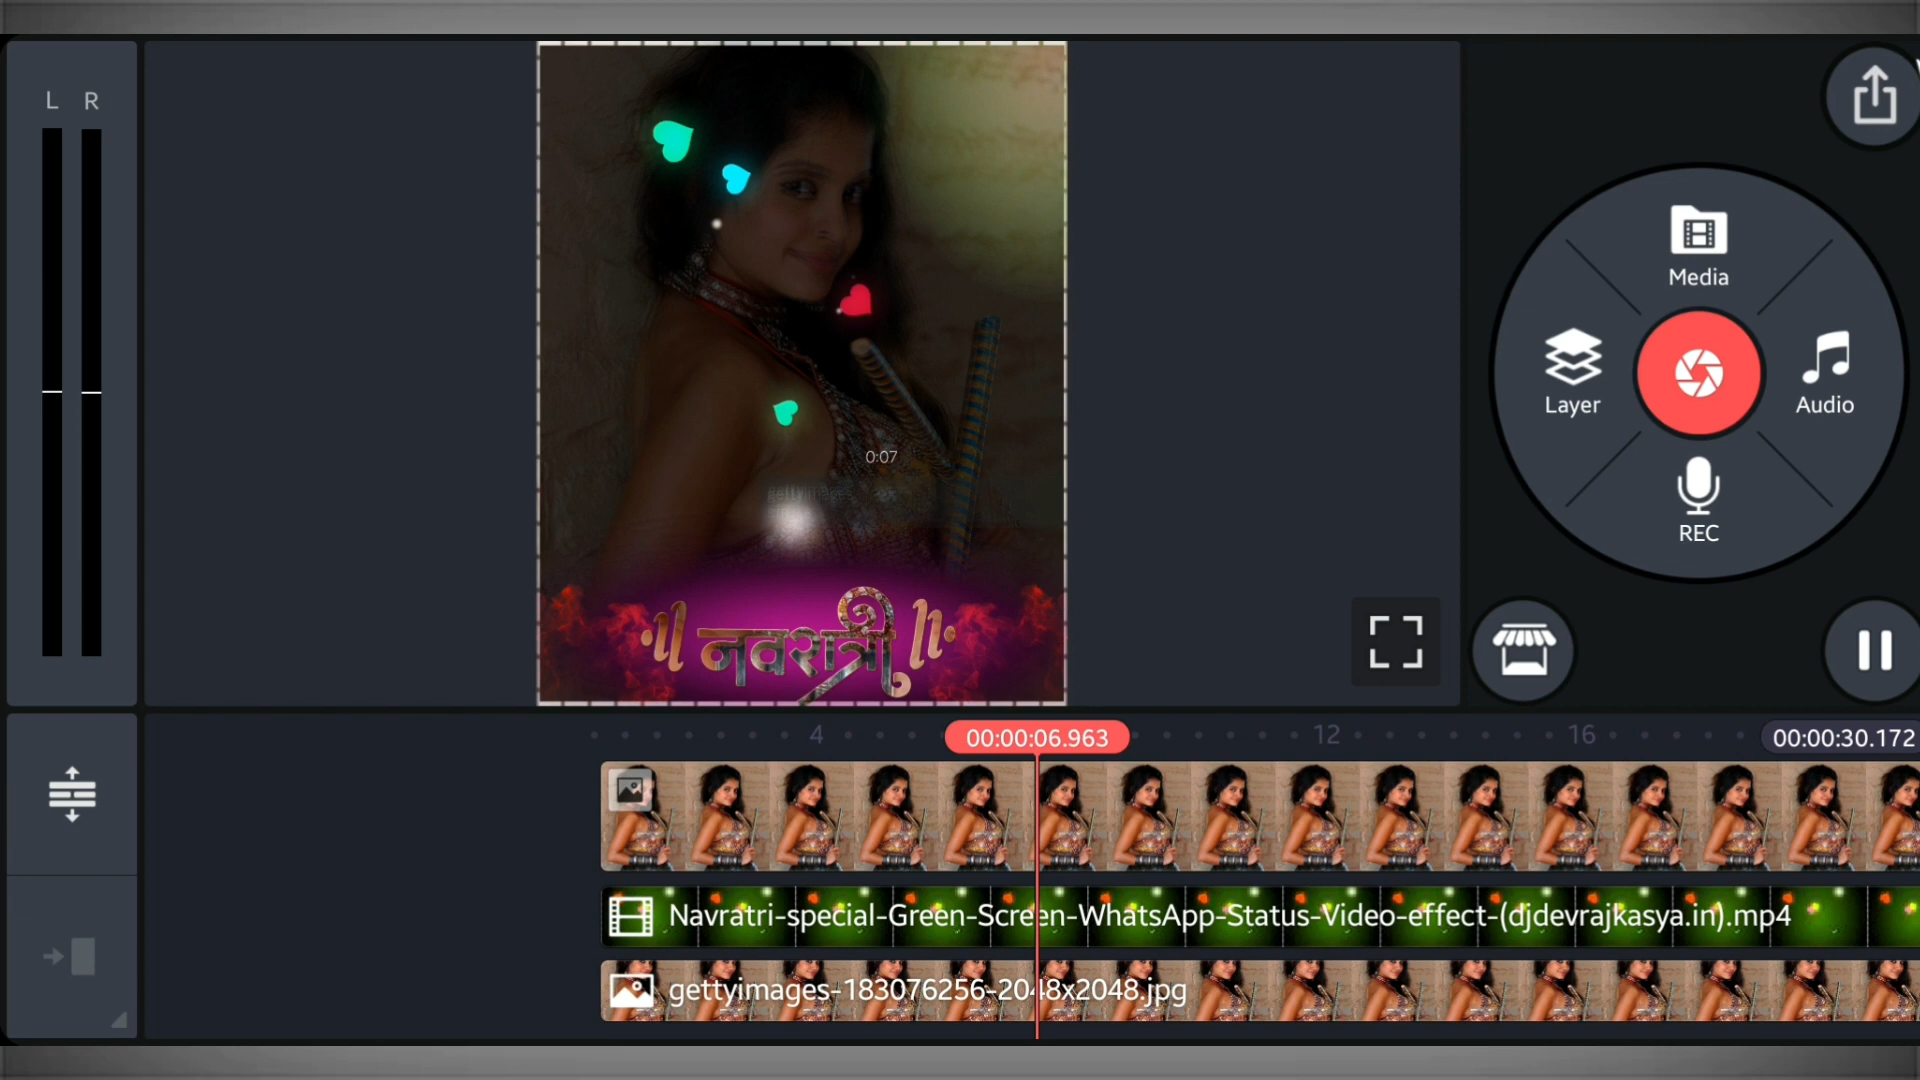 L R
Media
Layer
Audio
REC
0:07
gettyimages
॥ नवरात्री ॥
4
00:00:06.963
12
16
00:00:30.172
Navratri-special-Green-Screen-WhatsApp-Status-Video-effect-(djdevrajkasya.in).mp4
gettyimages-183076256-2048x2048.jpg